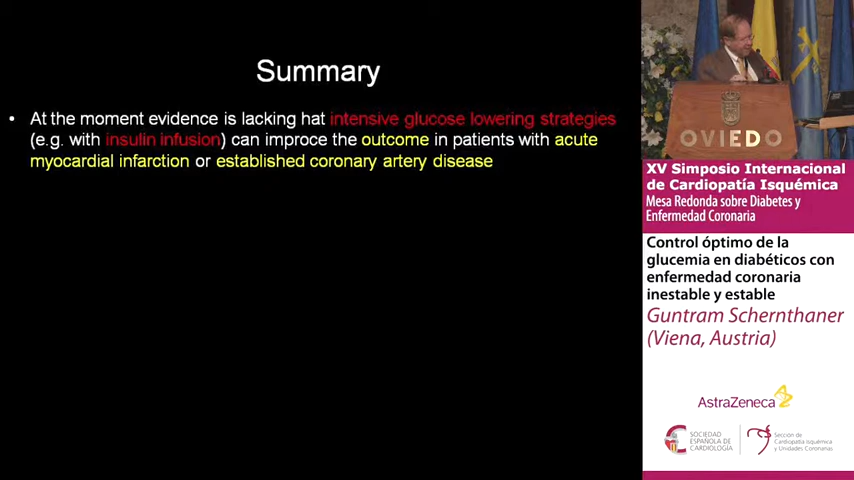 Summary
• At the moment evidence is lacking hat intensive glucose lowering strategies
(e.g. with insulin infusion) can improce the outcome in patients with acute
myocardial infarction or established coronary artery disease
OVIEDO
XV Simposio Internacional
de Cardiopatía Isquémica
Mesa Redonda sobre Diabetes y
Enfermedad Coronaria
Control óptimo de la
glucemia en diabéticos con
enfermedad coronaria
inestable y estable
Guntram Schernthaner
(Viena, Austria)
AstraZeneca
SOCIEDAD
ESPAÑOLA DE
CARDIOLOGÍA
Sección de
Cardiopatía Isquémica
y Unidades Coronarias